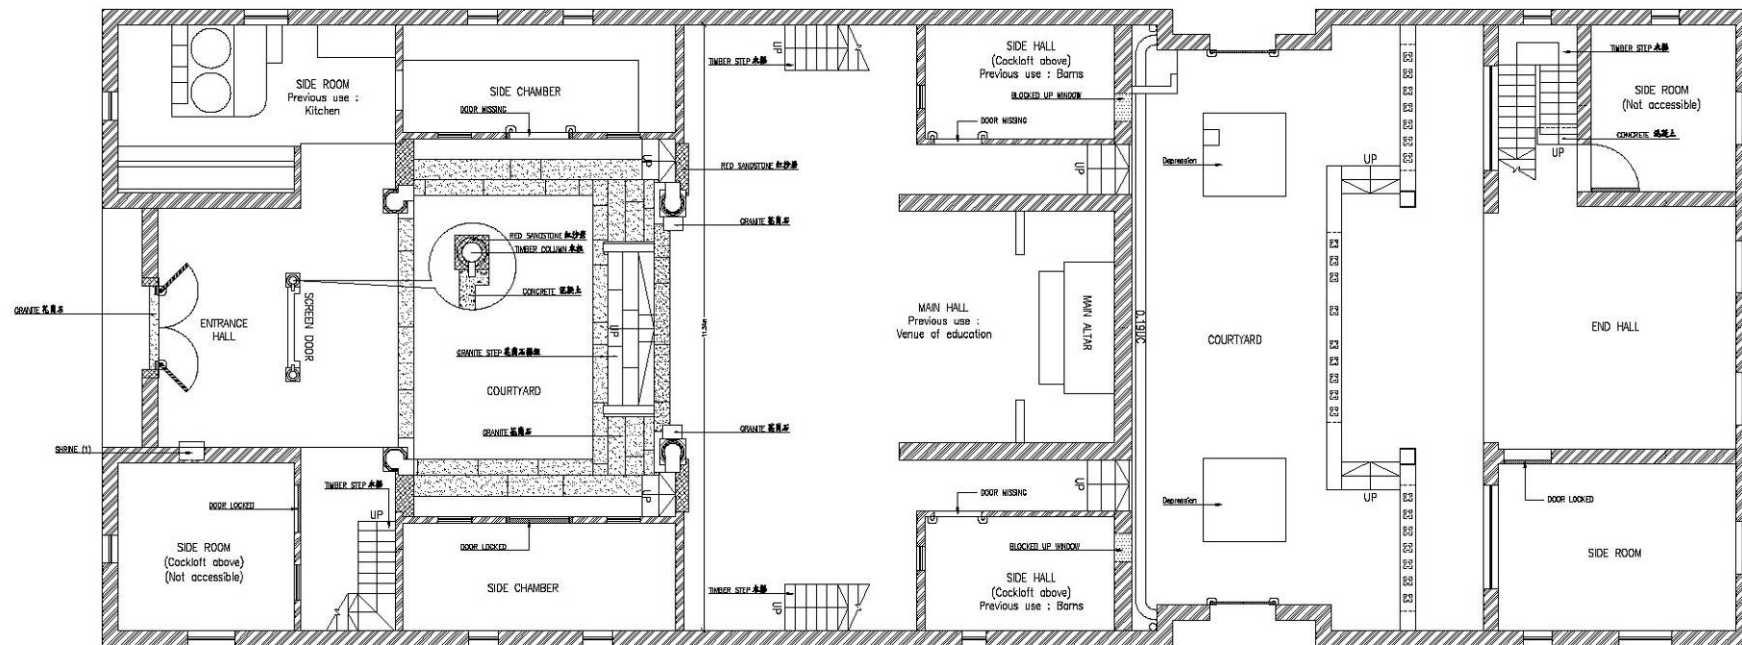 SIDE ROOM
Previous use :
Kitchen
SIDE CHAMBER
DOOR MISSING
UP
TIMBER STEP 木梯
UP
SIDE HALL
(Cockloft above)
Previous use : Barns
BLOCKED UP WINDOW
DOOR MISSING
TIMBER STEP 木梯
SIDE ROOM
(Not accessible)
CONCRETE 混凝土
UP
UP
RED SANDSTONE 紅砂岩
UP
Depression
UP
GRANITE 花崗石
RED SANDSTONE 紅砂岩
TIMBER COLUMN 木柱
CONCRETE 混凝土
GRANITE 花崗石
ENTRANCE
HALL
SCREEN DOOR
UP
GRANITE STEP 花崗石梯級
COURTYARD
MAIN HALL
Previous use :
Venue of education
MAIN ALTAR
COURTYARD
END HALL
GRANITE 花崗石
GRANITE 花崗石
SHRINE (1)
TIMBER STEP 木梯
UP
UP
UP
UP
Depression
DOOR MISSING
DOOR LOCKED
DOOR LOCKED
SIDE ROOM
(Cockloft above)
(Not accessible)
DOOR LOCKED
SIDE CHAMBER
BLOCKED UP WINDOW
TIMBER STEP 木梯
UP
SIDE HALL
(Cockloft above)
Previous use : Barns
SIDE ROOM